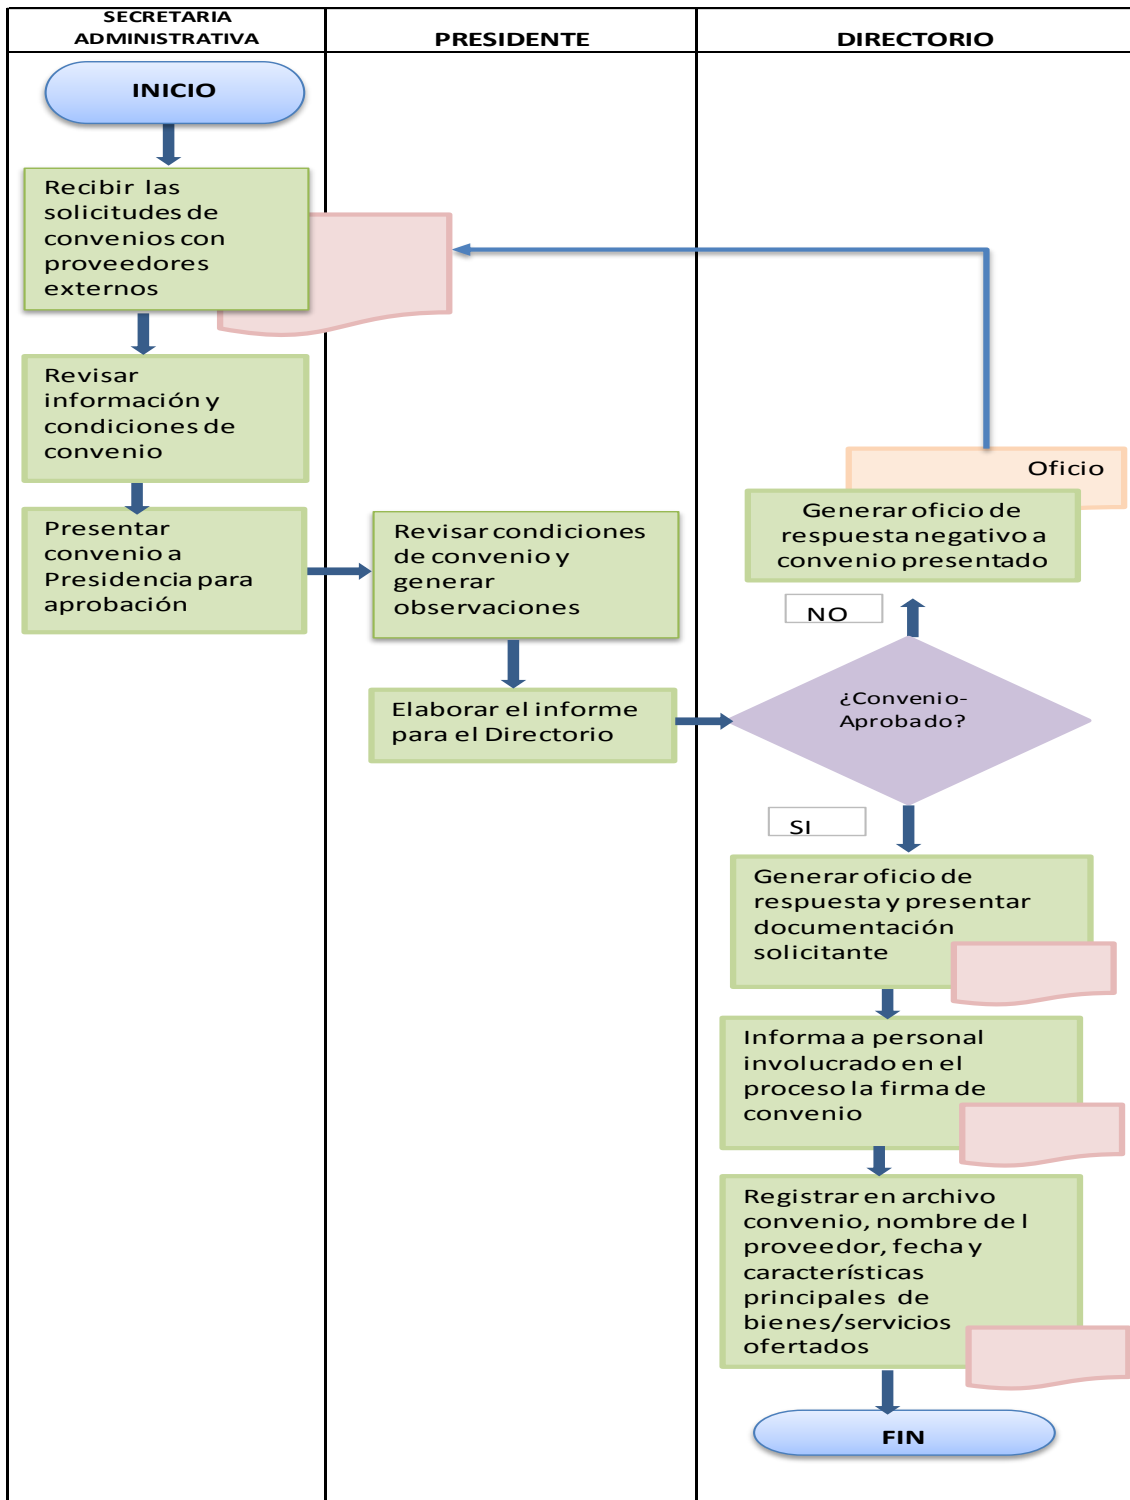 SECRETARIA
ADMINISTRATIVA
PRESIDENTE
DIRECTORIO
INICIO
Recibir las
solicitudes de
convenios con
proveedores
externos
Revisar
información y
condiciones de
convenio
Presentar
convenio a
Presidencia para
aprobación
Revisar condiciones
de convenio y
generar
observaciones
Elaborar el informe
para el Directorio
Oficio
Generar oficio de
respuesta negativo a
convenio presentado
NO
¿Convenio-
Aprobado?
SI
Generar oficio de
respuesta y presentar
documentación
solicitante
Informa a personal
involucrado en el
proceso la firma de
convenio
Registrar en archivo
convenio, nombre de l
proveedor, fecha y
características
principales de
bienes/servicios
ofertados
FIN